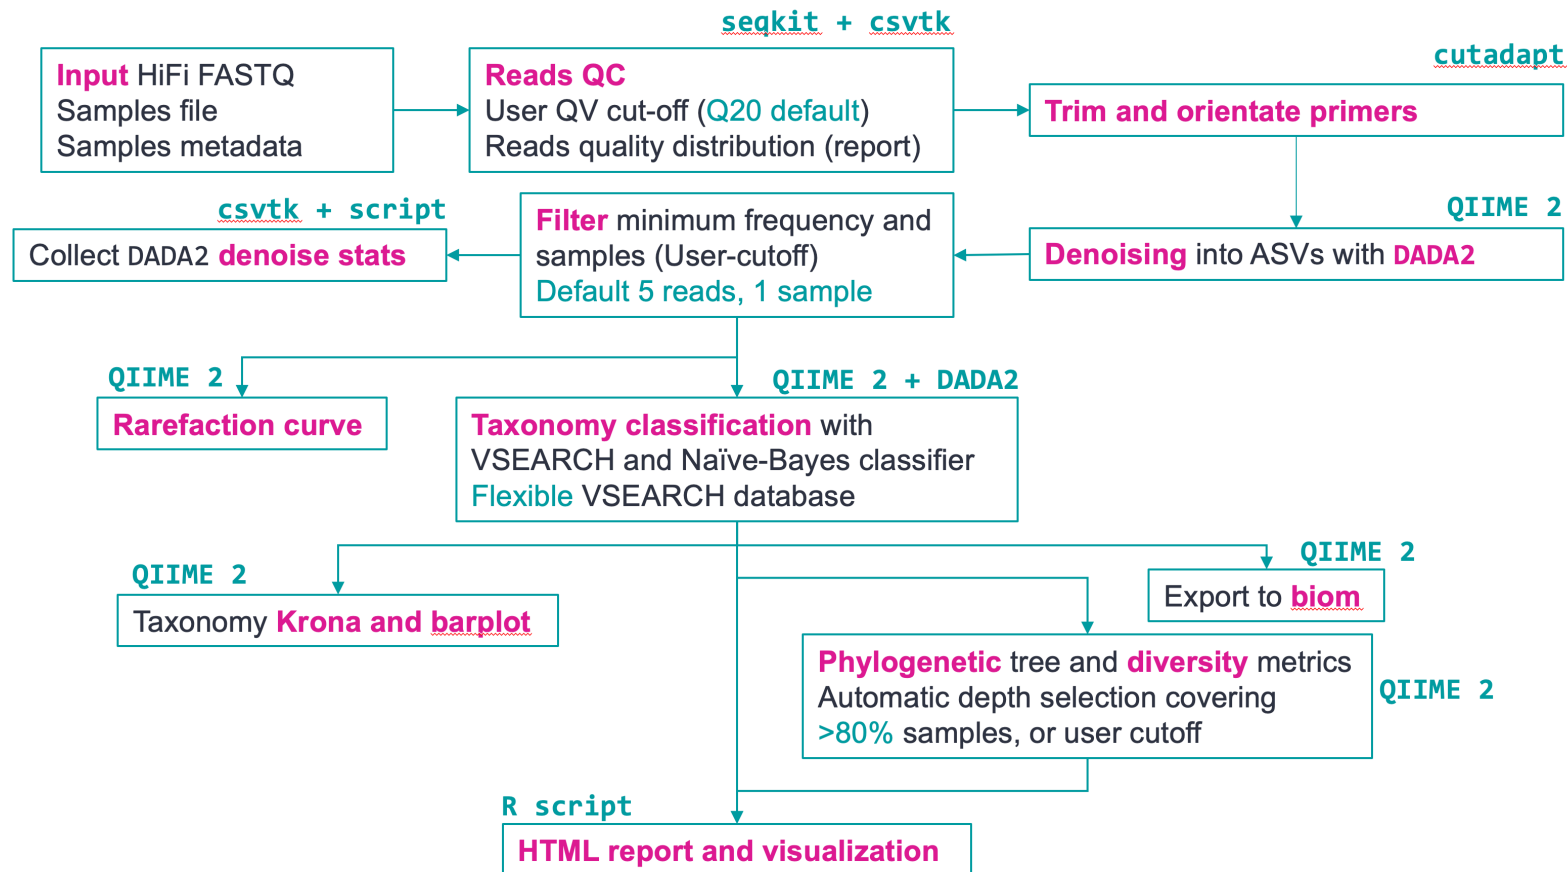 seqkit + csvtk
cutadapt
Input HiFi FASTQ
Samples file
Samples metadata
Reads QC
User QV cut-off (Q20 default)
Reads quality distribution (report)
Trim and orientate primers
csvtk + script
Collect DADA2 denoise stats
Filter minimum frequency and
samples (User-cutoff)
Default 5 reads, 1 sample
QIIME 2
Denoising into ASVs with DADA2
QIIME 2
Rarefaction curve
QIIME 2 + DADA2
Taxonomy classification with
VSEARCH and Naïve-Bayes classifier
Flexible VSEARCH database
QIIME 2
Taxonomy Krona and barplot
QIIME 2
Export to biom
Phylogenetic tree and diversity metrics
Automatic depth selection covering
>80% samples, or user cutoff
QIIME 2
R script
HTML report and visualization